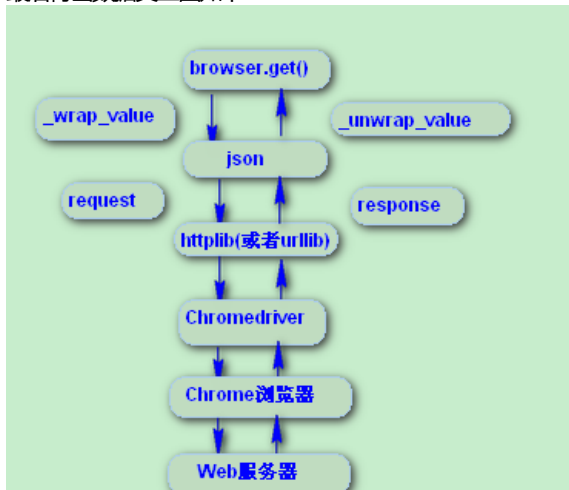 browser.get()
_wrap_value
_unwrap_value
json
request
response
httplib(或者urllib)
Chromedriver
Chrome浏览器
Web服务器